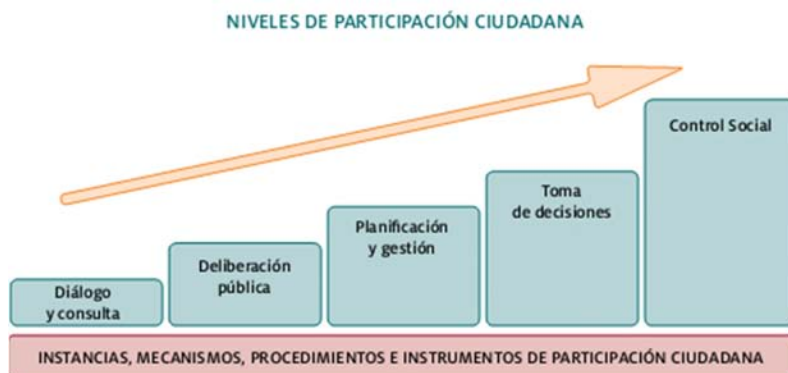 NIVELES DE PARTICIPACIÓN CIUDADANA
Diálogo
y consulta
Deliberación
pública
Planificación
y gestión
Toma
de decisiones
Control Social
INSTANCIAS, MECANISMOS, PROCEDIMIENTOS E INSTRUMENTOS DE PARTICIPACIÓN CIUDADANA